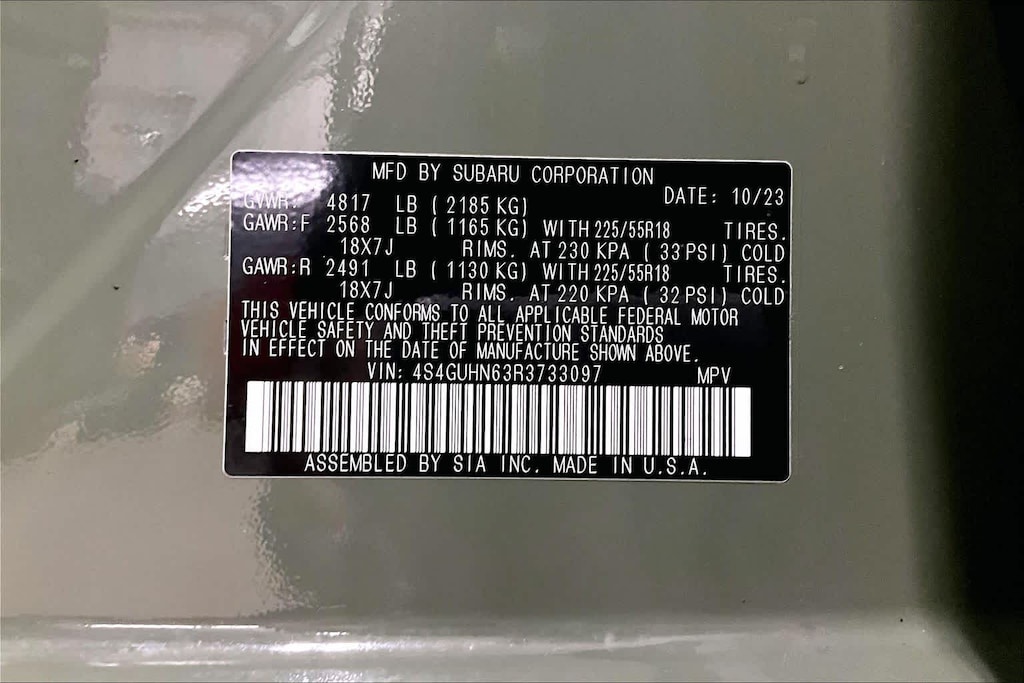 MFD BY SUBARU CORPORATION
DATE: 10/23
GVWR: 4817 LB ( 2185 KG)
GAWR:F 2568 LB ( 1165 KG) WITH 225/55R18 TIRES.
18X7J RIMS. AT 230 KPA ( 33 PSI) COLD
GAWR:R 2491 LB ( 1130 KG) WITH 225/55R18 TIRES.
18X7J RIMS. AT 220 KPA ( 32 PSI) COLD
THIS VEHICLE CONFORMS TO ALL APPLICABLE FEDERAL MOTOR
VEHICLE SAFETY AND THEFT PREVENTION STANDARDS
IN EFFECT ON THE DATE OF MANUFACTURE SHOWN ABOVE.
VIN: 4S4GUHN63R3733097 MPV
ASSEMBLED BY SIA INC. MADE IN U.S.A.